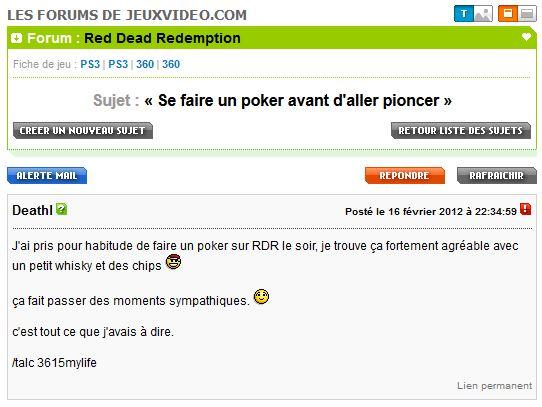 LES FORUMS DE JEUXVIDEO.COM
T
Forum : Red Dead Redemption
Fiche de jeu : PS3 | PS3 | 360 | 360
Sujet : « Se faire un poker avant d'aller pioncer »
CREER UN NOUVEAU SUJET
RETOUR LISTE DES SUJETS
ALERTE MAIL
REPONDRE
RAFRAICHIR
Deathl ?
Posté le 16 février 2012 à 22:34:59 !
J'ai pris pour habitude de faire un poker sur RDR le soir, je trouve ça fortement agréable avec
un petit whisky et des chips
ça fait passer des moments sympathiques.
c'est tout ce que j'avais à dire.
/talc 3615mylife
Lien permanent